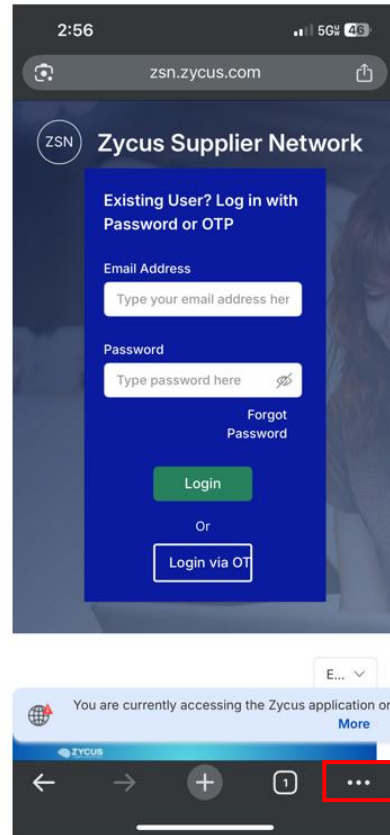 2:56
5G 46
zsn.zycus.com
ZSN Zycus Supplier Network
Existing User? Log in with
Password or OTP
Email Address
Type your email address her
Password
Type password here
Forgot
Password
Login
Or
Login via OT
E...
You are currently accessing the Zycus application or
More
ZYCUS
1